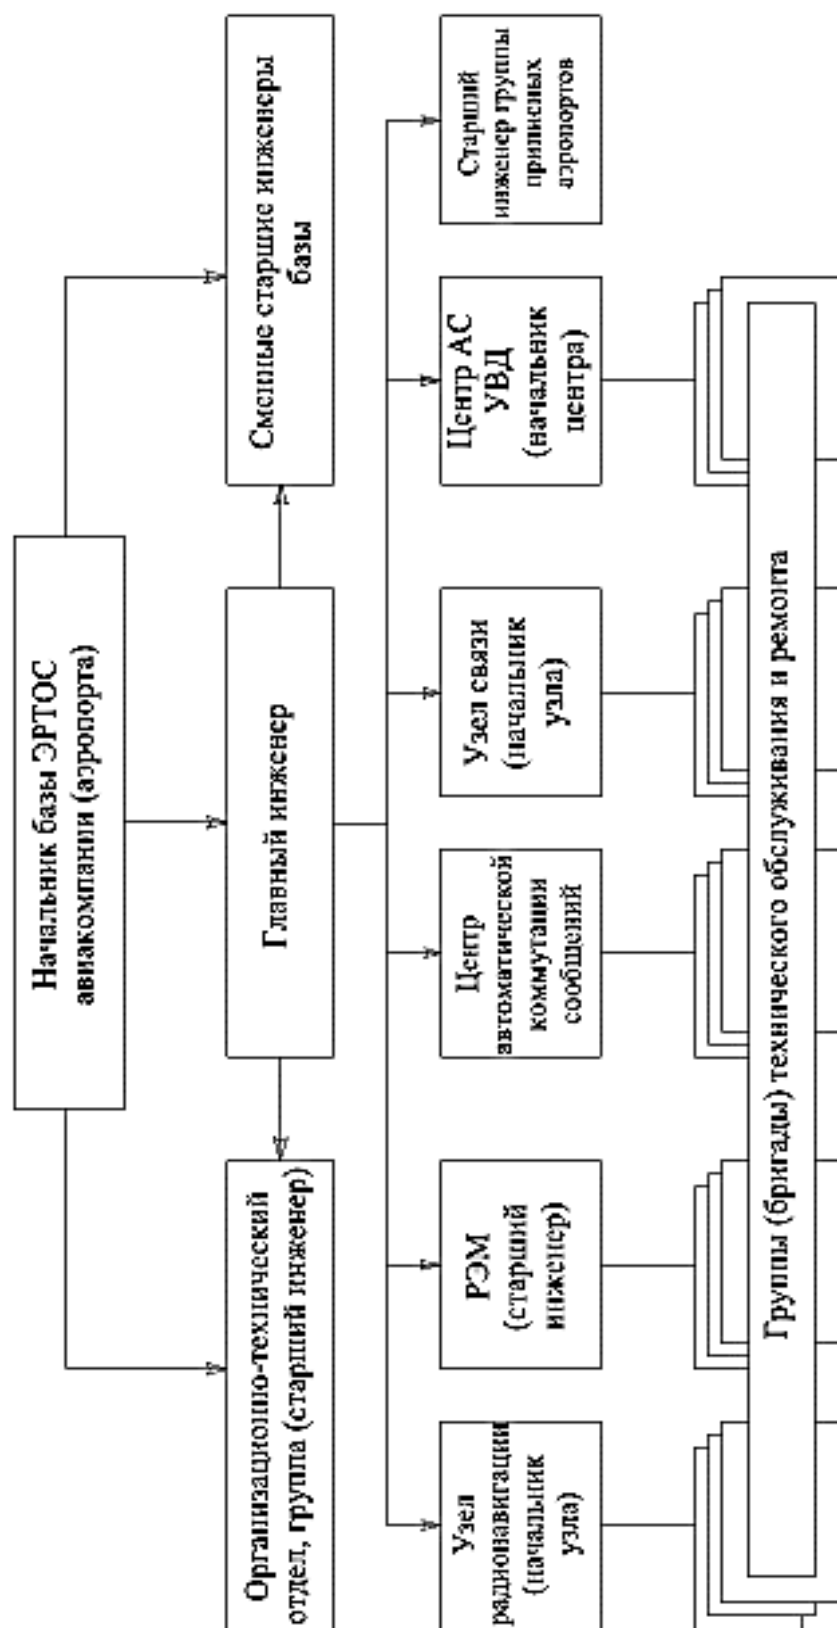 Начальник базы ЭРТОС
авиакомпании (аэропорта)
Организационно-технический
отдел, группа (старший инженер)
Главный инженер
Сменные старшие инженеры
базы
Узел
радионавигации
(начальник
узла)
РЭМ
(старший
инженер)
Центр
автоматической
коммутации
сообщений
Узел связи
(начальник
узла)
Центр АС
УВД
(начальник
центра)
Старший
инженер группы
приписных
аэропортов
Группы (бригады) технического обслуживания и ремонта